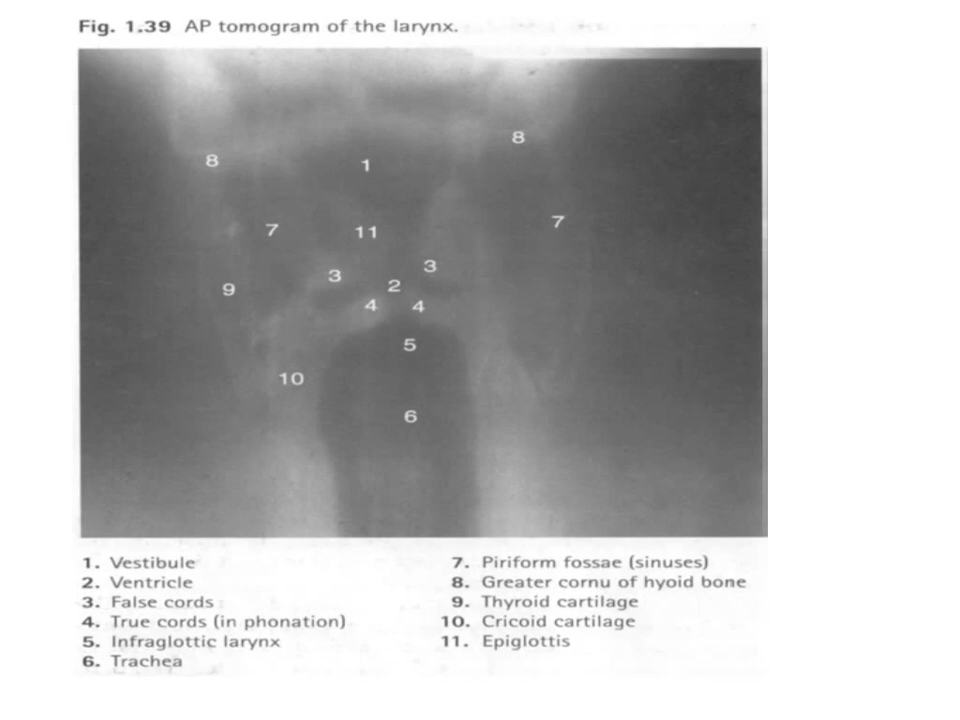 Fig. 1.39 AP tomogram of the larynx.
8
8
1
7
11
7
3
3
9
2
4
4
5
10
6
1. Vestibule
2. Ventricle
3. False cords
4. True cords (in phonation)
5. Infraglottic larynx
6. Trachea
7. Piriform fossae (sinuses)
8. Greater cornu of hyoid bone
9. Thyroid cartilage
10. Cricoid cartilage
11. Epiglottis